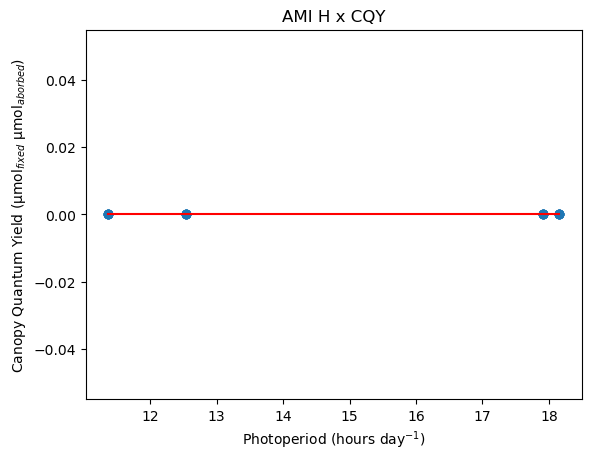 AMI H x CQY
Canopy Quantum Yield (µmol_fixed µmol_aborbed)
0.04
0.02
0.00
−0.02
−0.04
12 13 14 15 16 17 18
Photoperiod (hours day⁻¹)